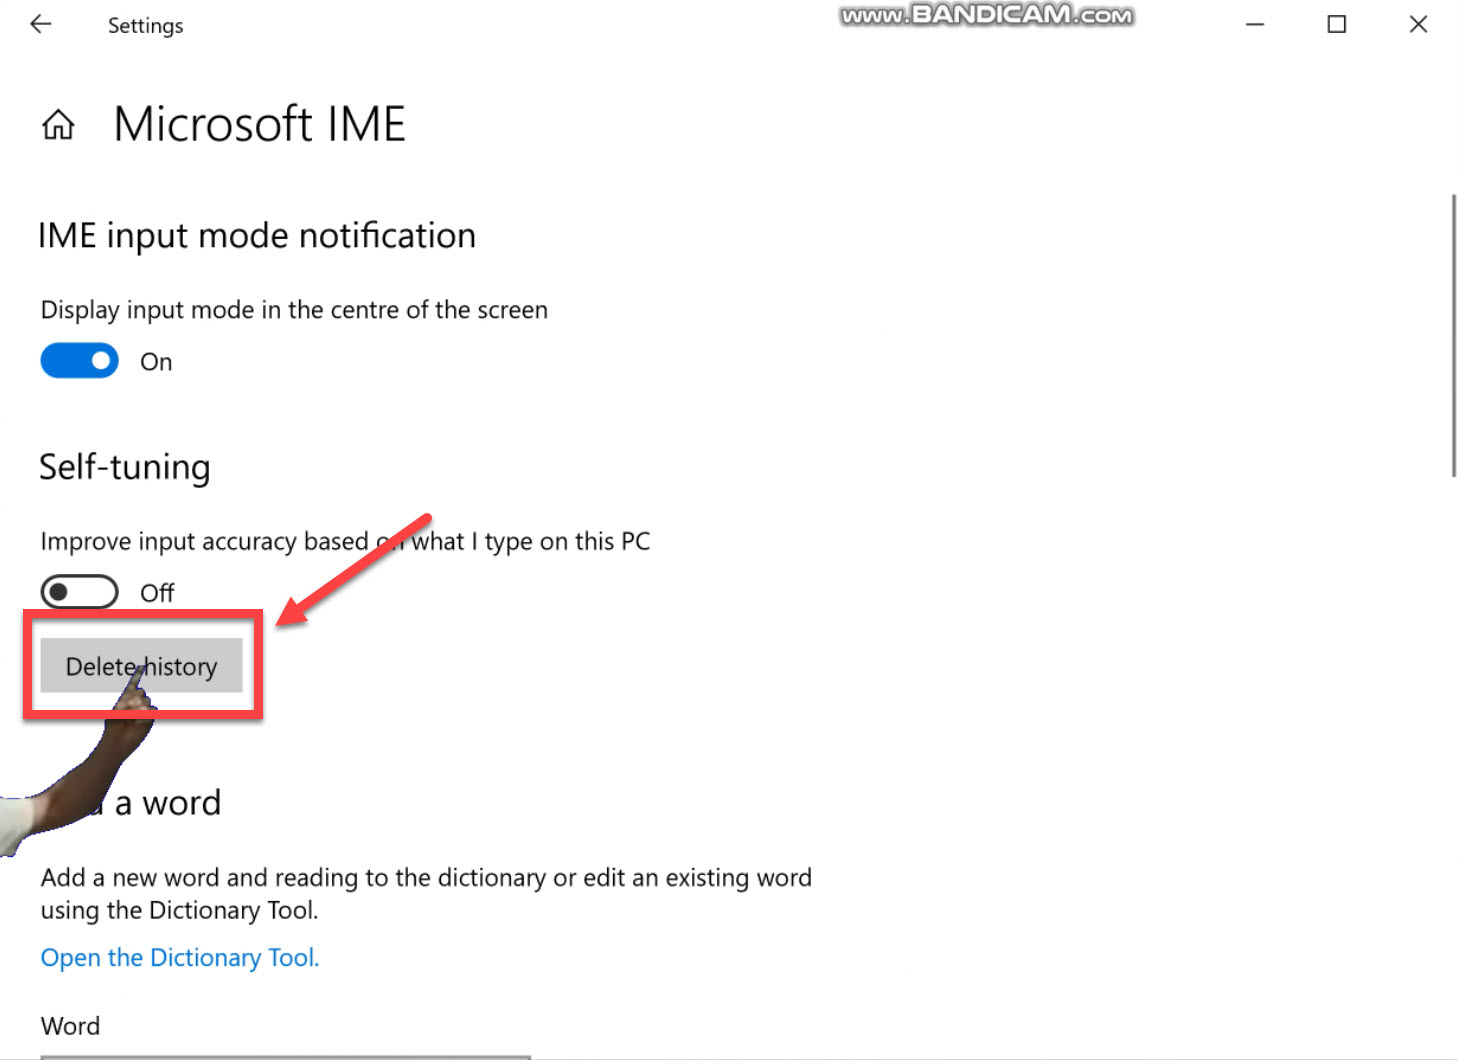 Settings
www.BANDICAM.com
Microsoft IME
IME input mode notification
Display input mode in the centre of the screen
On
Self-tuning
Improve input accuracy based on what I type on this PC
Off
Delete history
a word
Add a new word and reading to the dictionary or edit an existing word
using the Dictionary Tool.
Open the Dictionary Tool.
Word